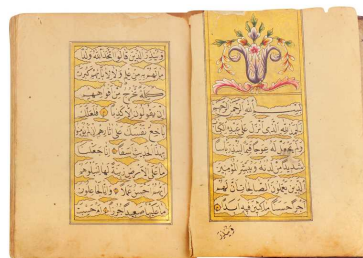 بسم الله الرحمن الرحيم
الحمد لله الذي انزل على عبده الكتاب
ولم يجعل له عوجا قيما لينذر باسا
شديدا من لدنه ويبشر المؤمنين
الذين يعملون الصالحات ان لهم
اجرا حسنا ماكثين فيه ابدا
وينذر
وينذر الذين قالوا اتخذ الله ولدا
ما لهم به من علم ولا لابائهم كبرت
كلمة تخرج من افواههم
ان يقولون الا كذبا فلعلك
باخع نفسك على اثارهم ان لم يؤمنوا
بهذا الحديث اسفا انا جعلنا
ما على الارض زينة لها لنبلوهم
ايهم احسن عملا وانا لجاعلون
ما عليها صعيدا جرزا ام حسبت